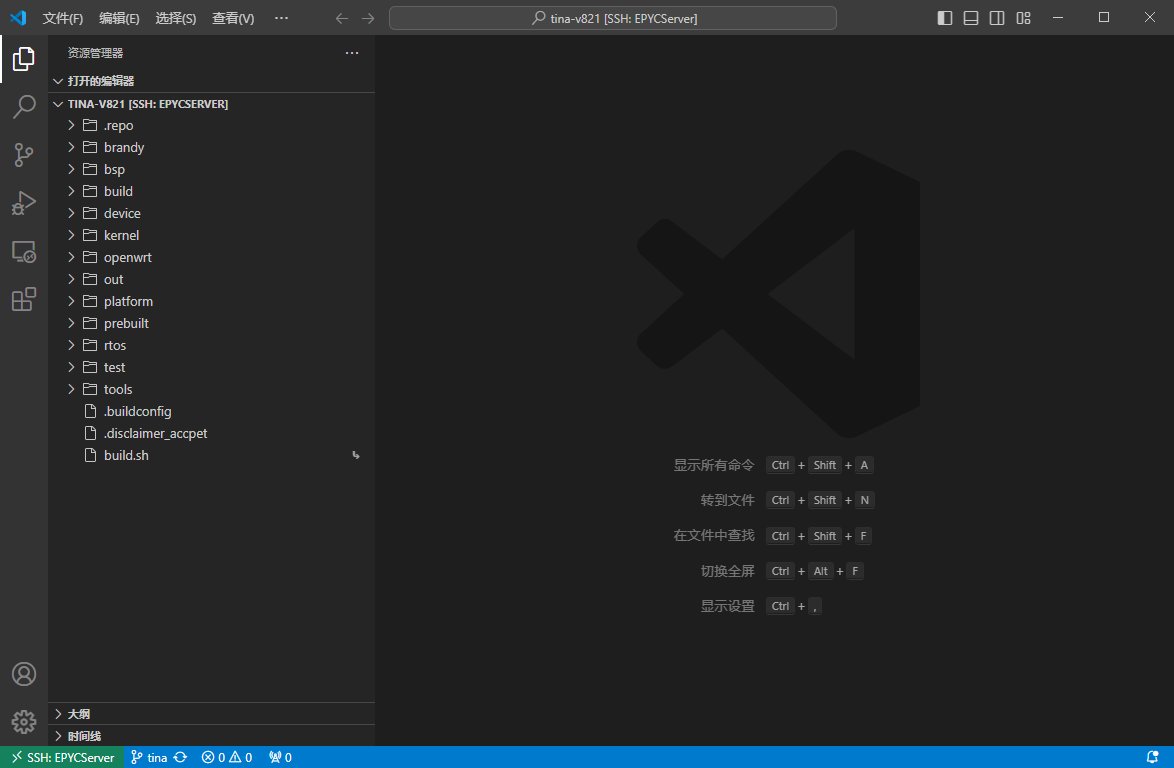 文件(F) 编辑(E) 选择(S) 查看(V) ··· tina-v821 [SSH: EPYCServer]
资源管理器 ···
打开的编辑器
TINA-V821 [SSH: EPYCSERVER]
.repo
brandy
bsp
build
device
kernel
openwrt
out
platform
prebuilt
rtos
test
tools
.buildconfig
.disclaimer_accpet
build.sh
显示所有命令 Ctrl + Shift + A
转到文件 Ctrl + Shift + N
在文件中查找 Ctrl + Shift + F
切换全屏 Ctrl + Alt + F
显示设置 Ctrl + ,
大纲
时间线
SSH: EPYCServer tina 0 0 0